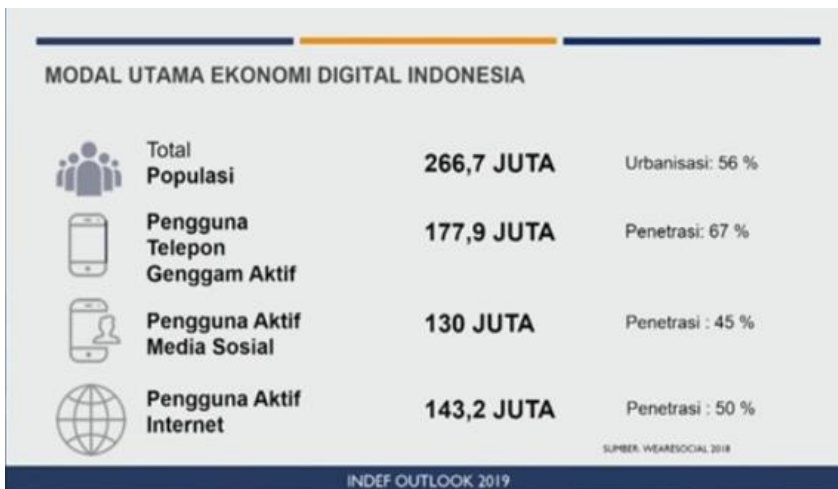 MODAL UTAMA EKONOMI DIGITAL INDONESIA
Total
Populasi
266,7 JUTA
Urbanisasi: 56 %
Pengguna
Telepon
Genggam Aktif
177,9 JUTA
Penetrasi: 67 %
Pengguna Aktif
Media Sosial
130 JUTA
Penetrasi : 45 %
Pengguna Aktif
Internet
143,2 JUTA
Penetrasi : 50 %
SUMBER: WEARESOCIAL 2018
INDEF OUTLOOK 2019